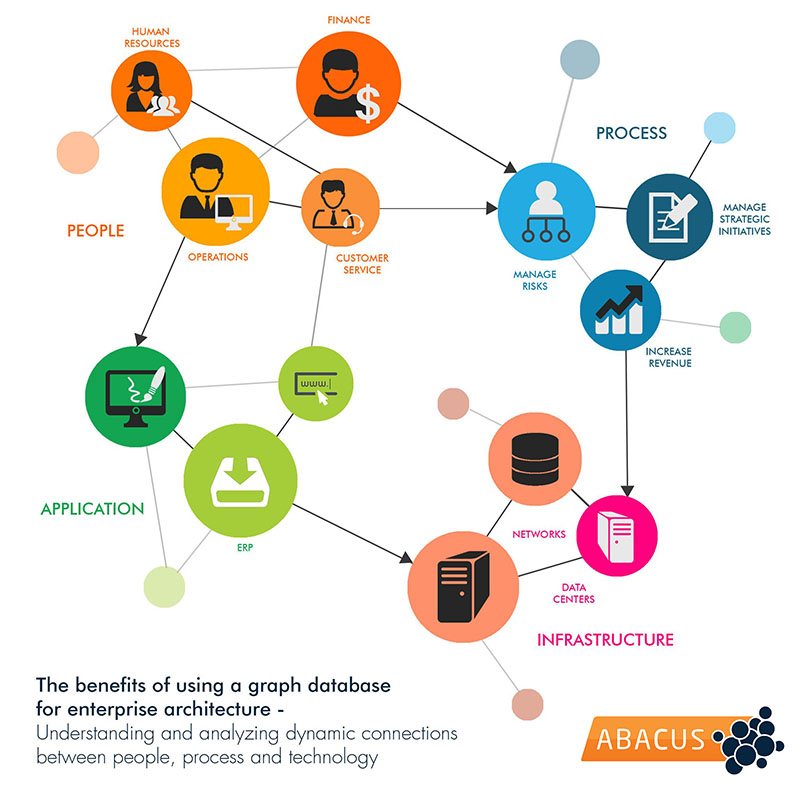 HUMAN
RESOURCES
FINANCE
$
PEOPLE
OPERATIONS
CUSTOMER
SERVICE
PROCESS
MANAGE
STRATEGIC
INITIATIVES
MANAGE
RISKS
INCREASE
REVENUE
www.
APPLICATION
ERP
NETWORKS
DATA
CENTERS
INFRASTRUCTURE
The benefits of using a graph database
for enterprise architecture -
Understanding and analyzing dynamic connections
between people, process and technology
ABACUS